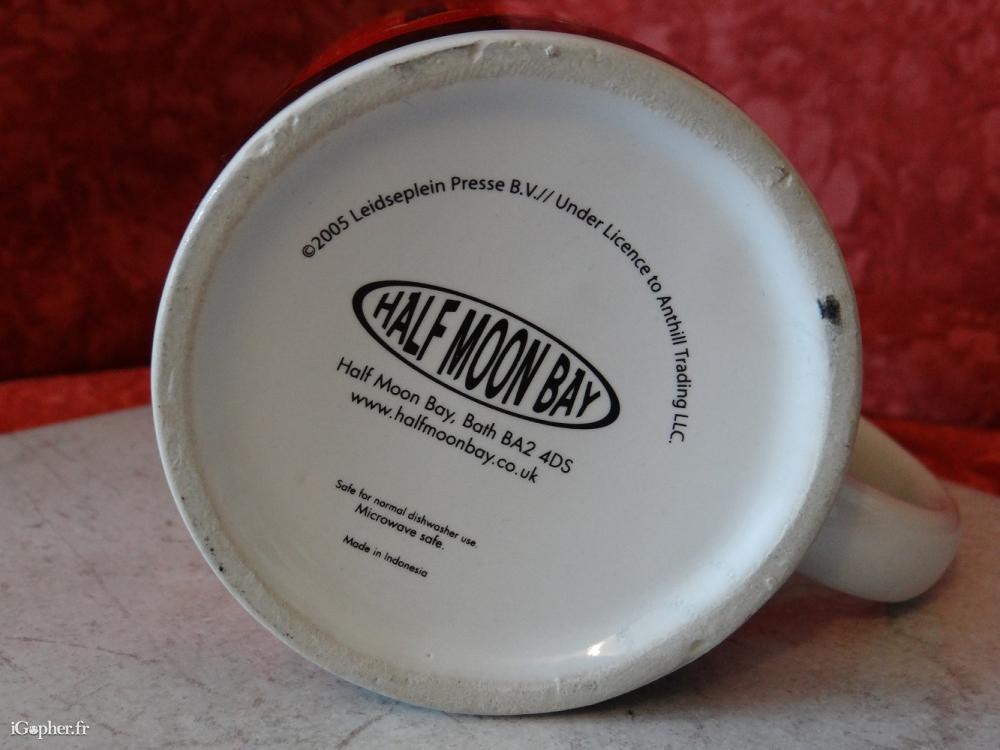 ©2005 Leidseplein Presse B.V.// Under Licence to Anthill Trading LLC.
HALF MOON BAY
Half Moon Bay, Bath BA2 4DS
www.halfmoonbay.co.uk
Safe for normal dishwasher use.
Microwave safe.
Made in Indonesia
iGopher.fr